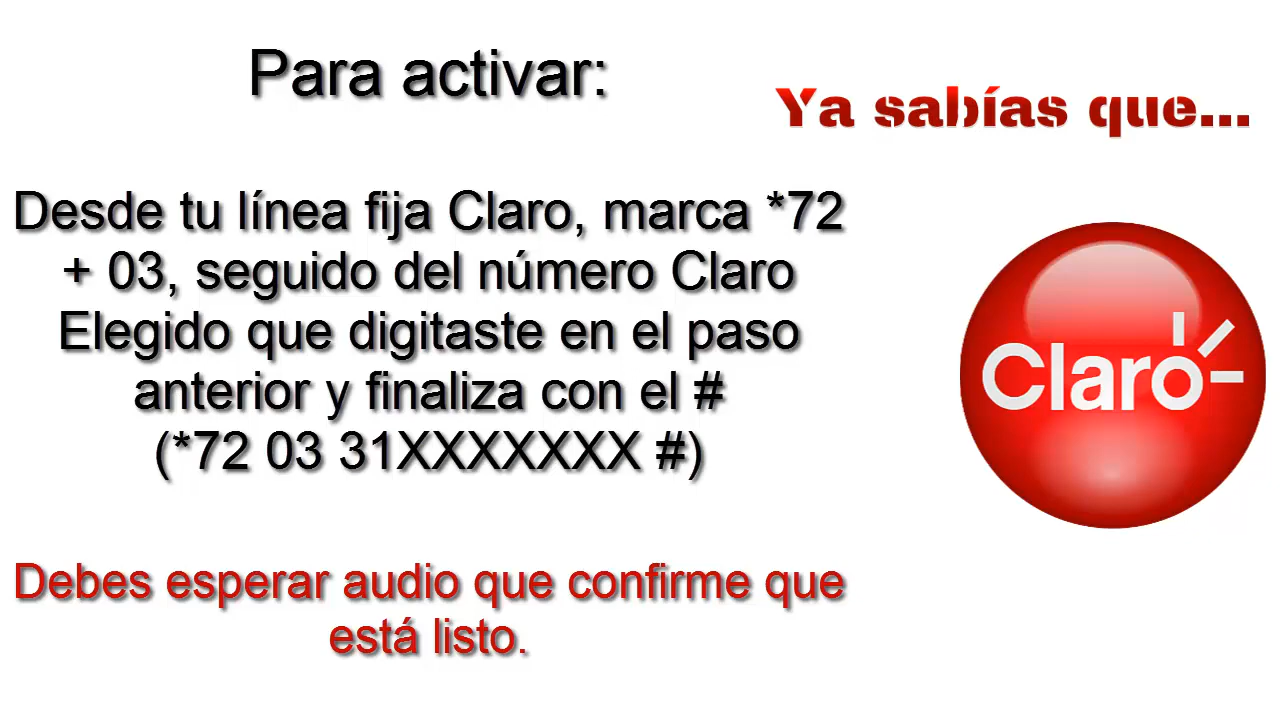 Para activar:
Ya sabías que...
Desde tu línea fija Claro, marca *72
+ 03, seguido del número Claro
Elegido que digitaste en el paso
anterior y finaliza con el #
(*72 03 31XXXXXXX #)
Claro
Debes esperar audio que confirme que
está listo.